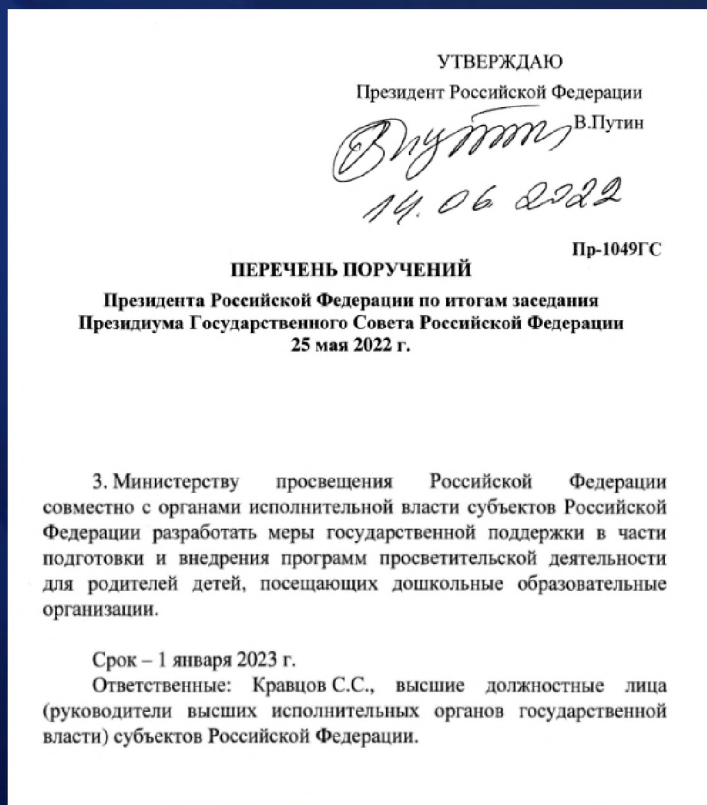 УТВЕРЖДАЮ
Президент Российской Федерации
В.Путин
14.06 2022
Пр-1049ГС
ПЕРЕЧЕНЬ ПОРУЧЕНИЙ
Президента Российской Федерации по итогам заседания
Президиума Государственного Совета Российской Федерации
25 мая 2022 г.
3. Министерству просвещения Российской Федерации
совместно с органами исполнительной власти субъектов Российской
Федерации разработать меры государственной поддержки в части
подготовки и внедрения программ просветительской деятельности
для родителей детей, посещающих дошкольные образовательные
организации.
Срок – 1 января 2023 г.
Ответственные: Кравцов С.С., высшие должностные лица
(руководители высших исполнительных органов государственной
власти) субъектов Российской Федерации.